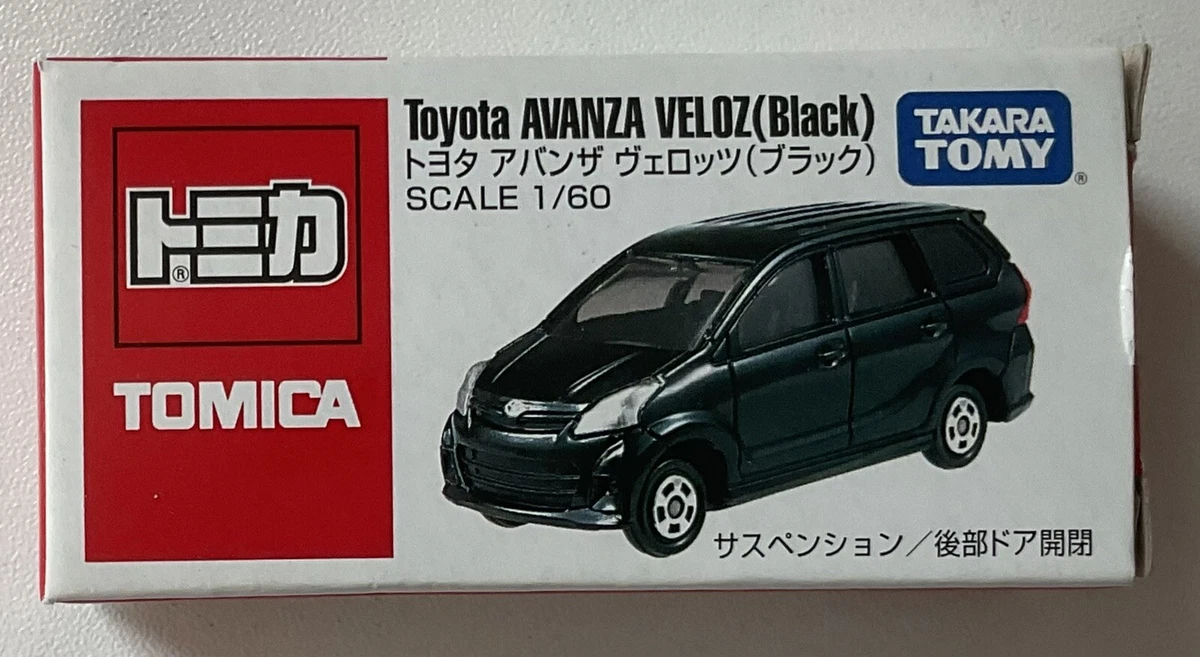 トミカ®
TOMICA
Toyota AVANZA VELOZ(Black)
トヨタ アバンザ ヴェロッツ(ブラック)
SCALE 1/60
TAKARA
TOMY®
サスペンション/後部ドア開閉